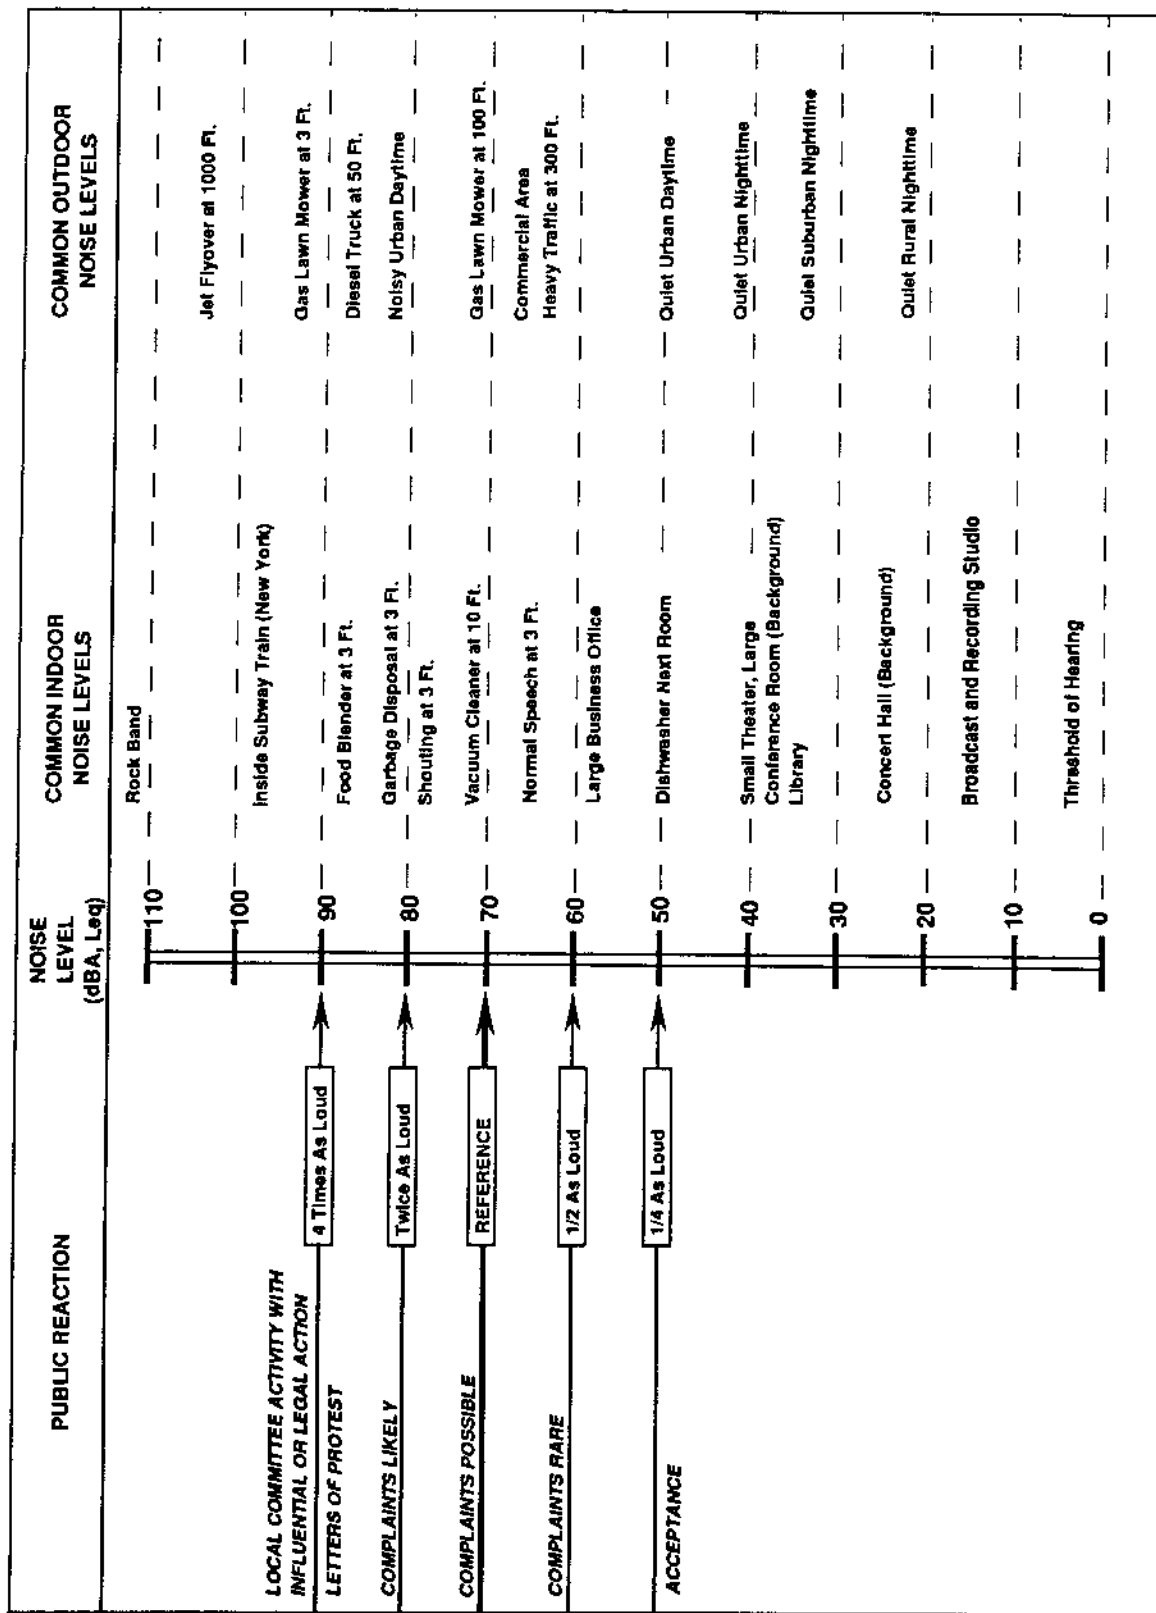 PUBLIC REACTION
NOISE
LEVEL
(dBA, Leq)
COMMON INDOOR
NOISE LEVELS
COMMON OUTDOOR
NOISE LEVELS
Rock Band
110
Jet Flyover at 1000 Ft.
100
Inside Subway Train (New York)
Gas Lawn Mower at 3 Ft.
LOCAL COMMITTEE ACTIVITY WITH
INFLUENTIAL OR LEGAL ACTION
4 Times As Loud
90
LETTERS OF PROTEST
Food Blender at 3 Ft.
Diesel Truck at 50 Ft.
Garbage Disposal at 3 Ft.
Noisy Urban Daytime
COMPLAINTS LIKELY
Twice As Loud
80
Shouting at 3 Ft.
Vacuum Cleaner at 10 Ft.
Gas Lawn Mower at 100 Ft.
COMPLAINTS POSSIBLE
REFERENCE
70
Normal Speech at 3 Ft.
Commercial Area
Heavy Traffic at 300 Ft.
COMPLAINTS RARE
1/2 As Loud
60
Large Business Office
1/4 As Loud
50
Dishwasher Next Room
Quiet Urban Daytime
ACCEPTANCE
40
Small Theater, Large
Conference Room (Background)
Library
Quiet Urban Nighttime
Quiet Suburban Nighttime
30
Concert Hall (Background)
Quiet Rural Nighttime
20
Broadcast and Recording Studio
10
Threshold of Hearing
0